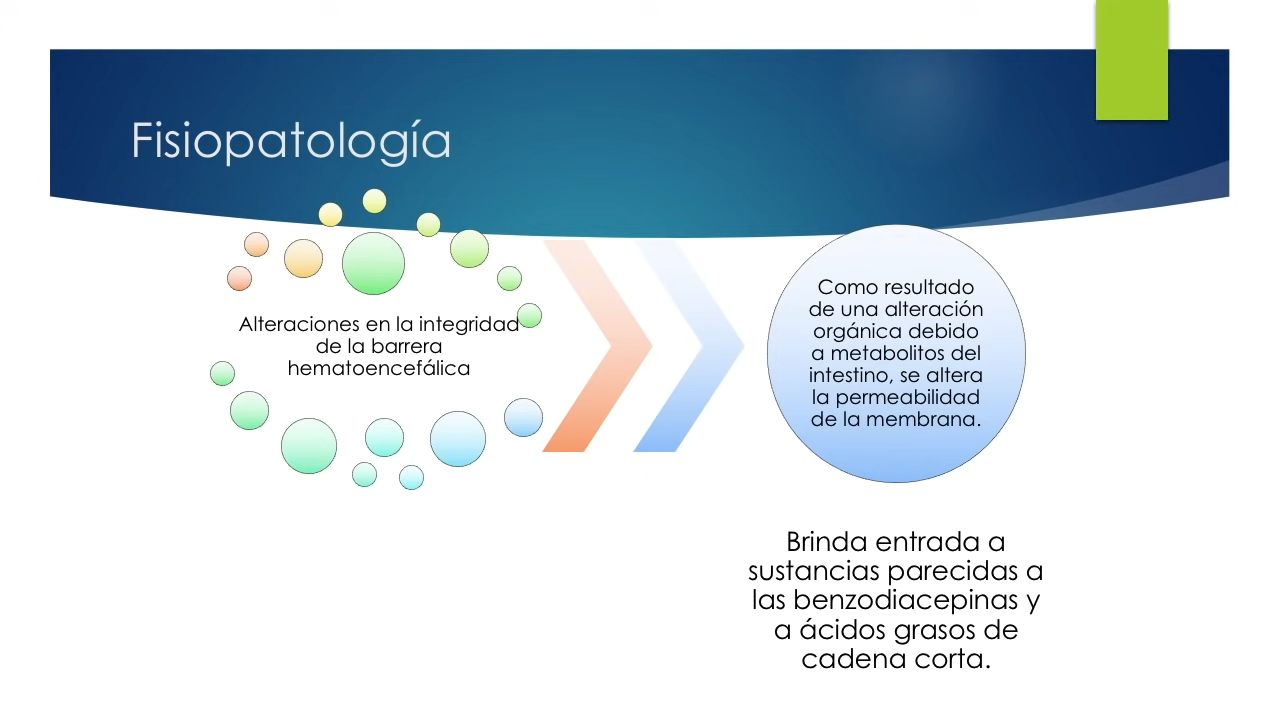 Fisiopatología
Alteraciones en la integridad
de la barrera
hematoencefálica
Como resultado
de una alteración
orgánica debido
a metabolitos del
intestino, se altera
la permeabilidad
de la membrana.
Brinda entrada a
sustancias parecidas a
las benzodiacepinas y
a ácidos grasos de
cadena corta.